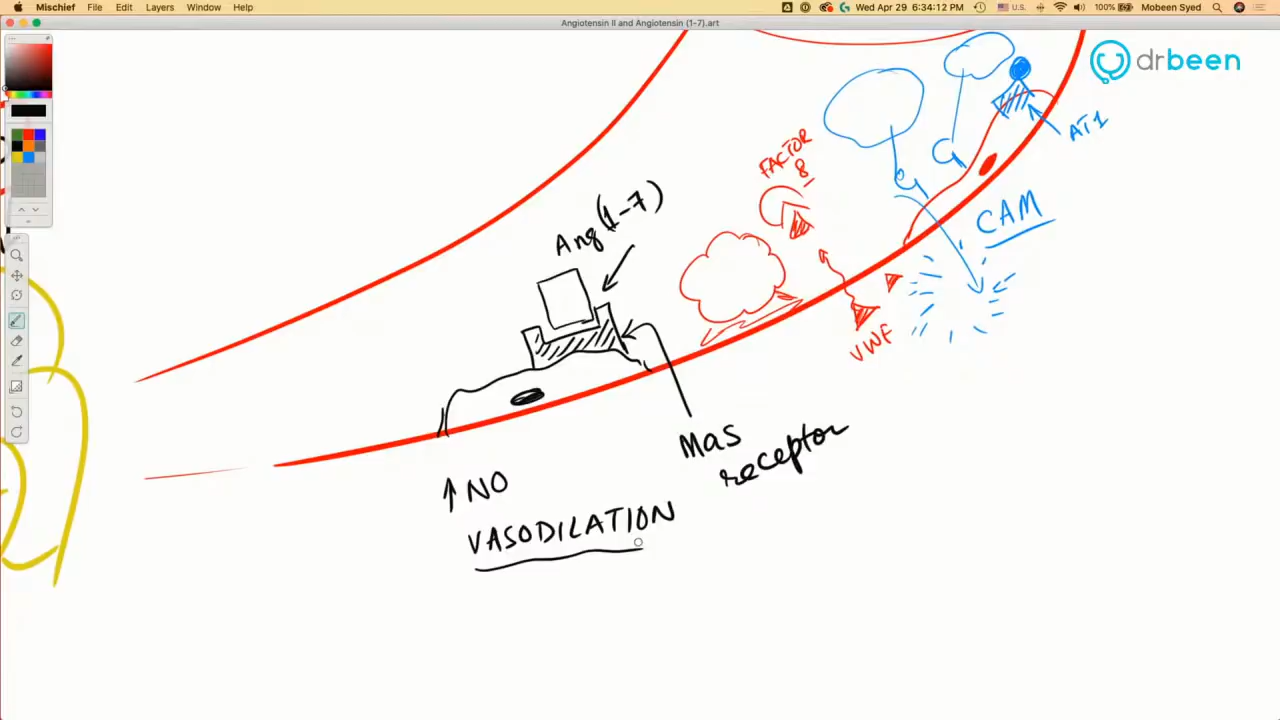 Mischief File Edit Layers Window Help
100% Wed Apr 29 6:34:12 PM U.S. Mobeen Syed
Angiotensin II and Angiotensin (1-7).art
drbeen
AT1
FACTOR
8
CAM
Ang(1-7)
VWF
Mas
receptor
↑ NO
VASODILATION